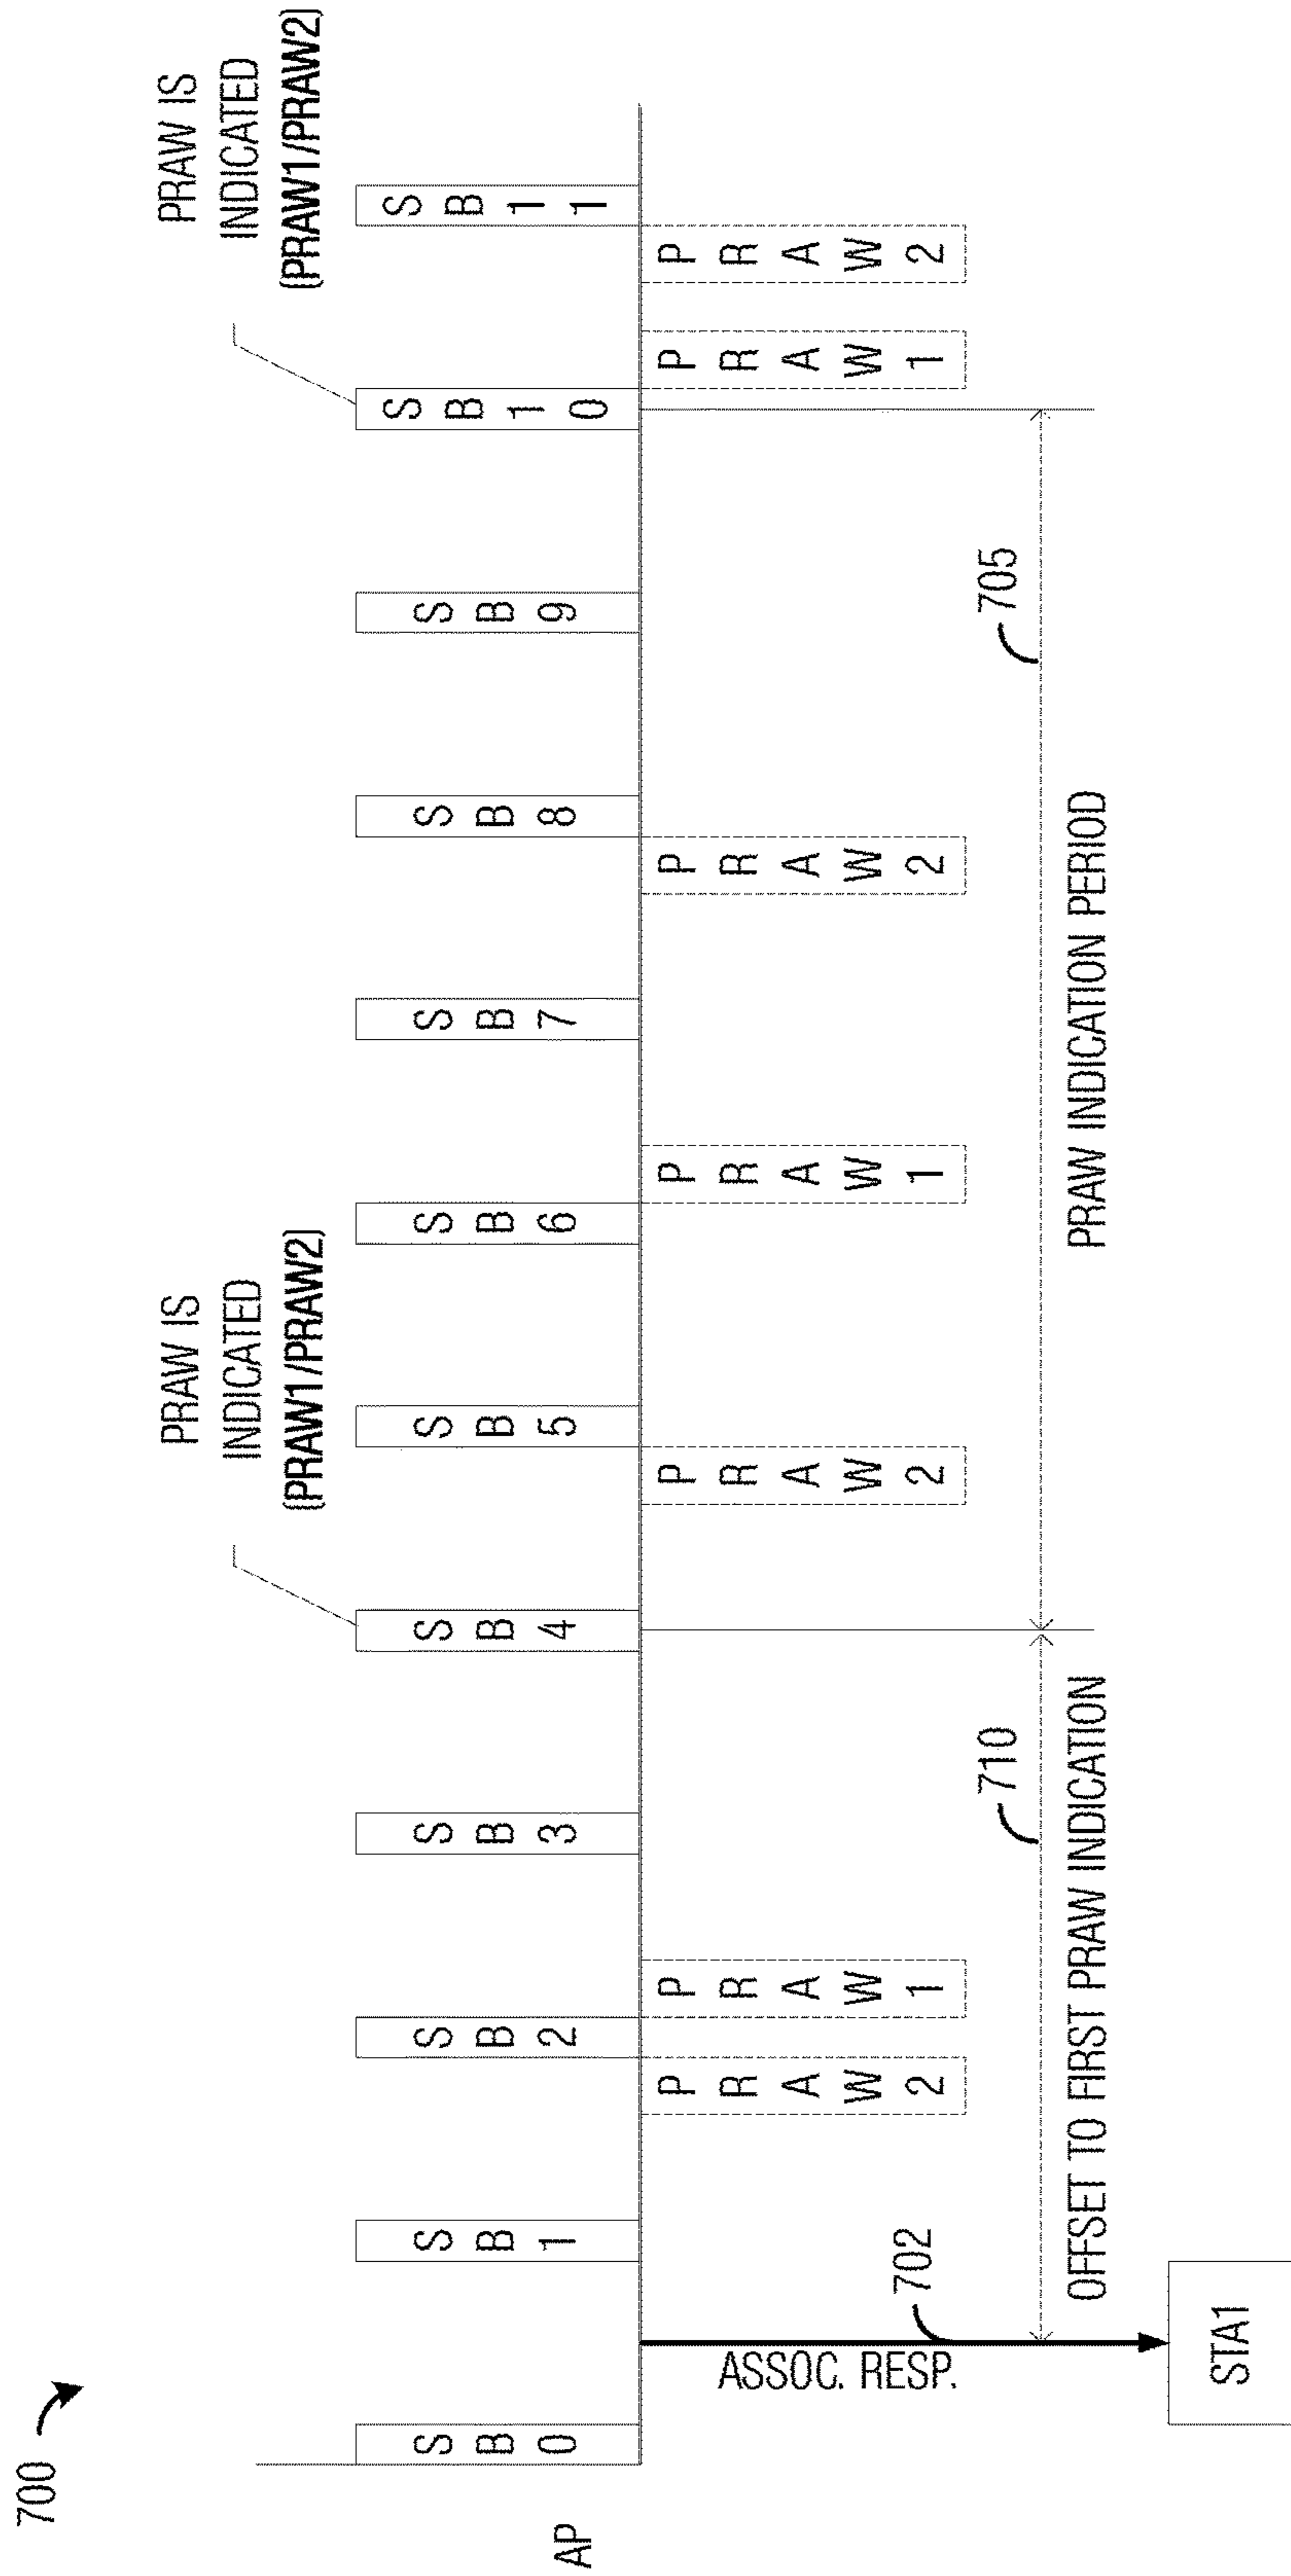 700
PRAW IS
INDICATED
(PRAW1/PRAW2)
PRAW IS
INDICATED
(PRAW1/PRAW2)
AP
SB0
SB1
SB2
SB3
SB4
SB5
SB6
SB7
SB8
SB9
SB10
SB11
PRAW2
PRAW1
PRAW2
PRAW1
PRAW2
PRAW1
PRAW2
ASSOC. RESP.
702
710
705
OFFSET TO FIRST PRAW INDICATION
PRAW INDICATION PERIOD
STA1